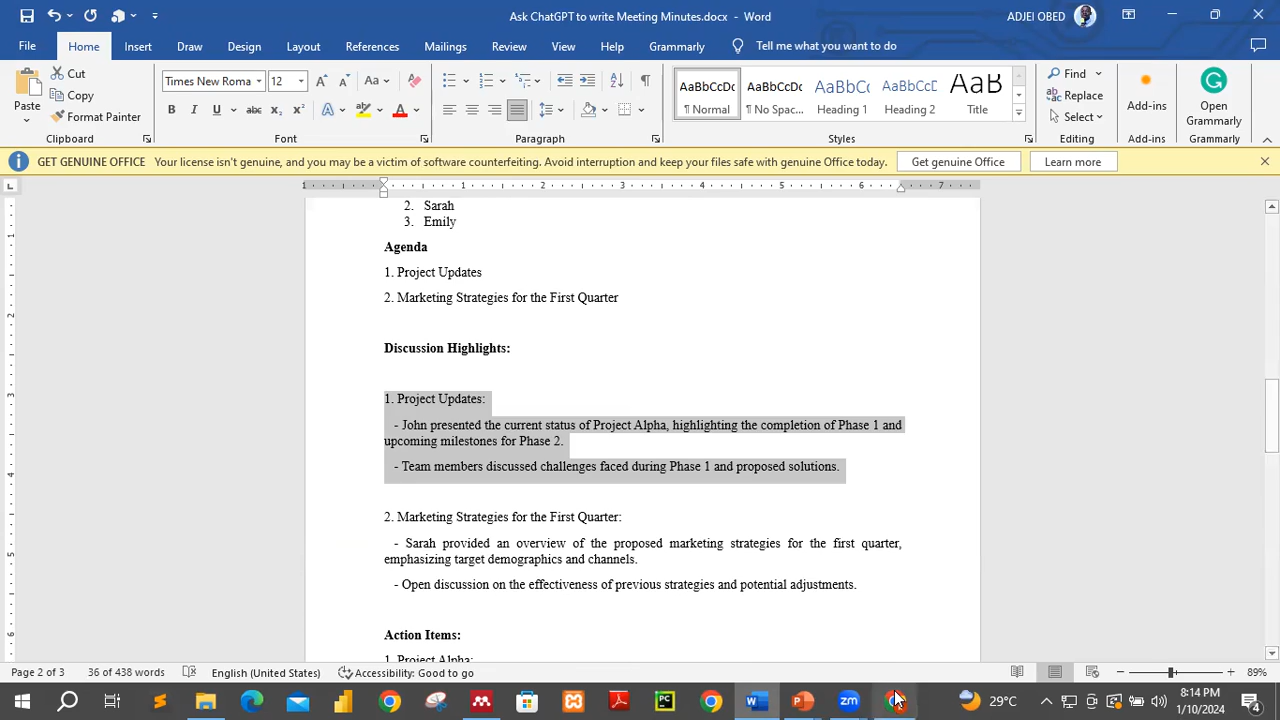 Ask ChatGPT to write Meeting Minutes.docx - Word
ADJEI OBED
File Home Insert Draw Design Layout References Mailings Review View Help Grammarly Tell me what you want to do
Paste
Cut
Copy
Format Painter
Clipboard
Times New Roma 12
Font
Paragraph
AaBbCcDc
¶ Normal
AaBbCcDc
¶ No Spac...
AaBbCc
Heading 1
AaBbCcD
Heading 2
AaB
Title
Styles
Find
Replace
Select
Editing
Add-ins
Add-ins
Open
Grammarly
Grammarly
GET GENUINE OFFICE Your license isn't genuine, and you may be a victim of software counterfeiting. Avoid interruption and keep your files safe with genuine Office today. Get genuine Office Learn more
2. Sarah
3. Emily
Agenda
1. Project Updates
2. Marketing Strategies for the First Quarter
Discussion Highlights:
1. Project Updates:
- John presented the current status of Project Alpha, highlighting the completion of Phase 1 and
upcoming milestones for Phase 2.
- Team members discussed challenges faced during Phase 1 and proposed solutions.
2. Marketing Strategies for the First Quarter:
- Sarah provided an overview of the proposed marketing strategies for the first quarter,
emphasizing target demographics and channels.
- Open discussion on the effectiveness of previous strategies and potential adjustments.
Action Items:
1. Project Alpha:
Page 2 of 3 36 of 438 words English (United States) Accessibility: Good to go 89%
29°C
8:14 PM
1/10/2024